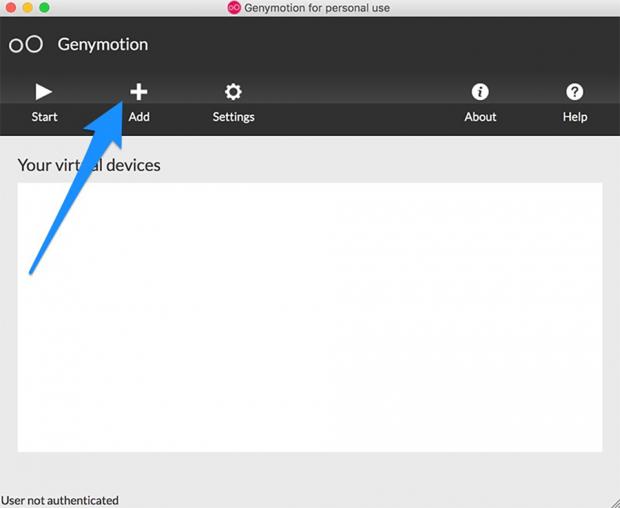 Genymotion for personal use
Genymotion
Start Add Settings About Help
Your virtual devices
User not authenticated